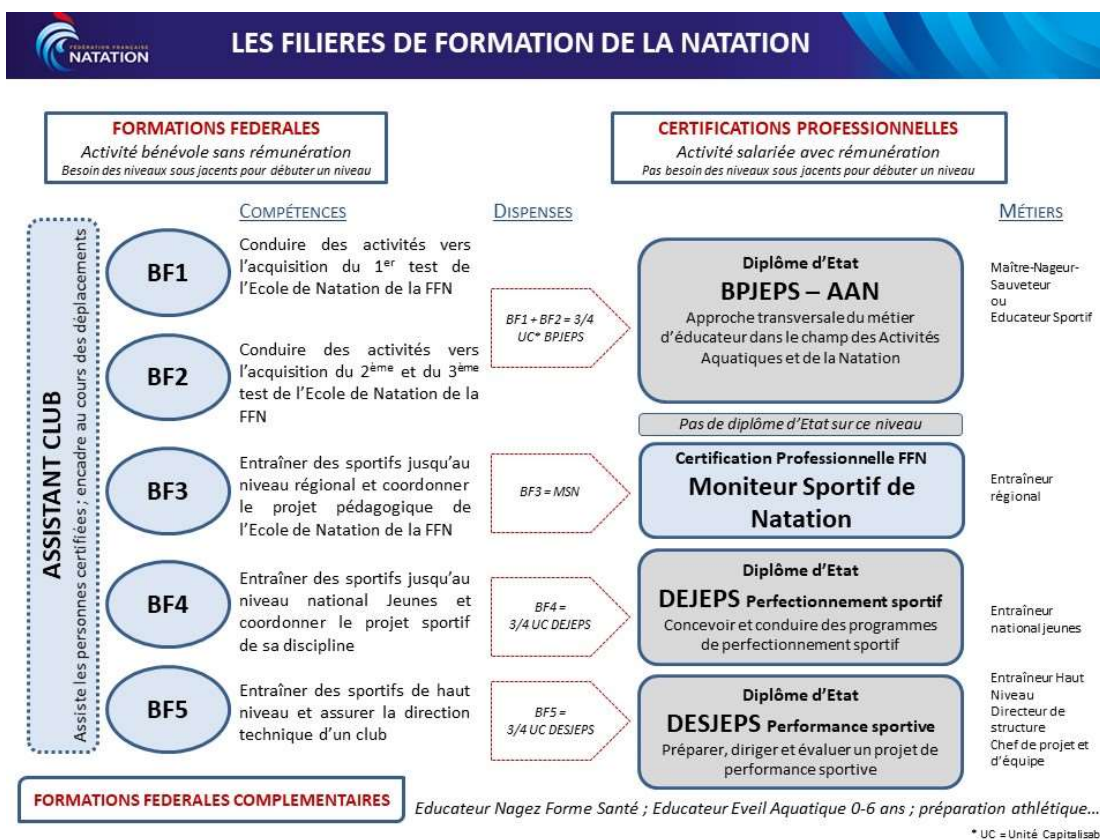 FÉDÉRATION FRANÇAISE
NATATION
LES FILIERES DE FORMATION DE LA NATATION
FORMATIONS FEDERALES
Activité bénévole sans rémunération
Besoin des niveaux sous jacents pour débuter un niveau
CERTIFICATIONS PROFESSIONNELLES
Activité salariée avec rémunération
Pas besoin des niveaux sous jacents pour débuter un niveau
COMPÉTENCES
DISPENSES
MÉTIERS
ASSISTANT CLUB
Assiste les personnes certifiées ; encadre au cours des déplacements
BF1
Conduire des activités vers
l’acquisition du 1er test de
l’Ecole de Natation de la FFN
BF1 + BF2 = 3/4
UC* BPJEPS
Diplôme d’Etat
BPJEPS – AAN
Approche transversale du métier
d’éducateur dans le champ des Activités
Aquatiques et de la Natation
Maître-Nageur-
Sauveteur
ou
Educateur Sportif
BF2
Conduire des activités vers
l’acquisition du 2ème et du 3ème
test de l’Ecole de Natation de la
FFN
Pas de diplôme d’Etat sur ce niveau
BF3
Entraîner des sportifs jusqu’au
niveau régional et coordonner
le projet pédagogique de
l’Ecole de Natation de la FFN
BF3 = MSN
Certification Professionnelle FFN
Moniteur Sportif de
Natation
Entraîneur
régional
BF4
Entraîner des sportifs jusqu’au
niveau national Jeunes et
coordonner le projet sportif
de sa discipline
BF4 =
3/4 UC DEJEPS
Diplôme d’Etat
DEJEPS Perfectionnement sportif
Concevoir et conduire des programmes
de perfectionnement sportif
Entraîneur
national jeunes
BF5
Entraîner des sportifs de haut
niveau et assurer la direction
technique d’un club
BF5 =
3/4 UC DESJEPS
Diplôme d’Etat
DESJEPS Performance sportive
Préparer, diriger et évaluer un projet de
performance sportive
Entraîneur Haut
Niveau
Directeur de
structure
Chef de projet et
d’équipe
FORMATIONS FEDERALES COMPLEMENTAIRES
Educateur Nagez Forme Santé ; Educateur Eveil Aquatique 0-6 ans ; préparation athlétique...
* UC = Unité Capitalisab